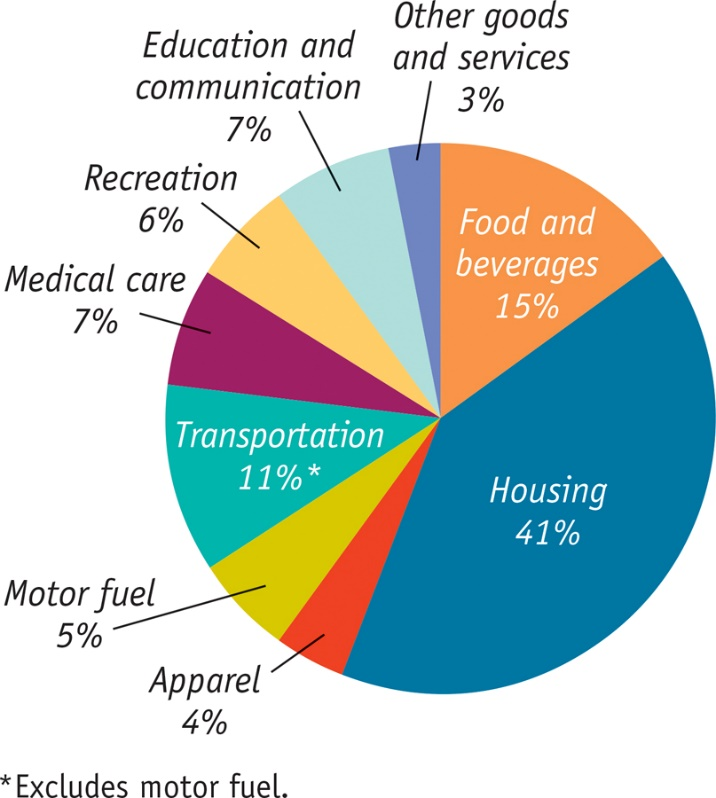 Other goods
and services
3%
Education and
communication
7%
Recreation
6%
Medical care
7%
Food and
beverages
15%
Transportation
11%*
Housing
41%
Motor fuel
5%
Apparel
4%
*Excludes motor fuel.